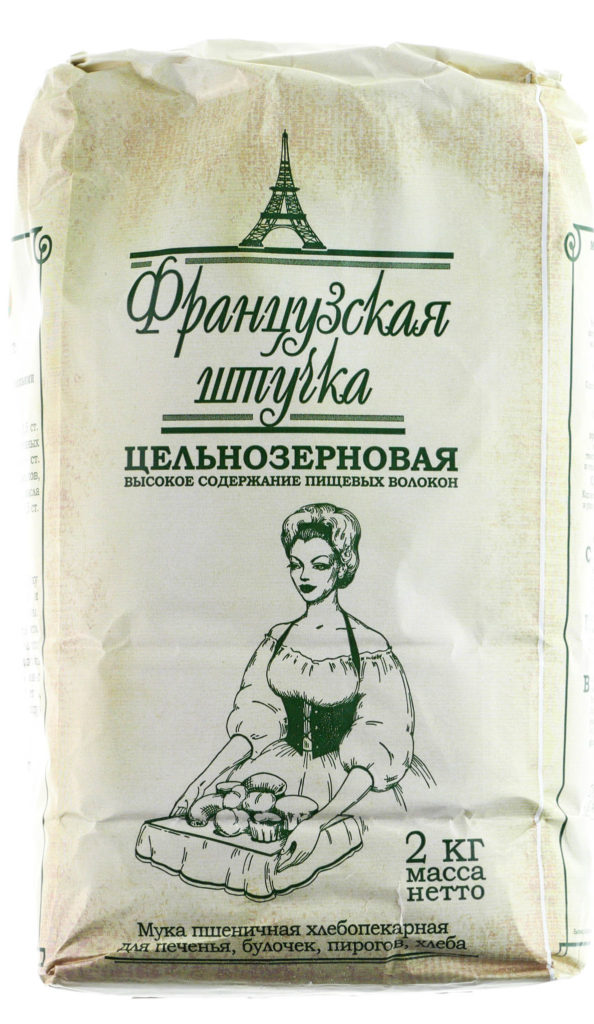 Французская
штучка
ЦЕЛЬНОЗЕРНОВАЯ
ВЫСОКОЕ СОДЕРЖАНИЕ ПИЩЕВЫХ ВОЛОКОН
2 кг
масса
нетто
Мука пшеничная хлебопекарная
для печенья, булочек, пирогов, хлеба